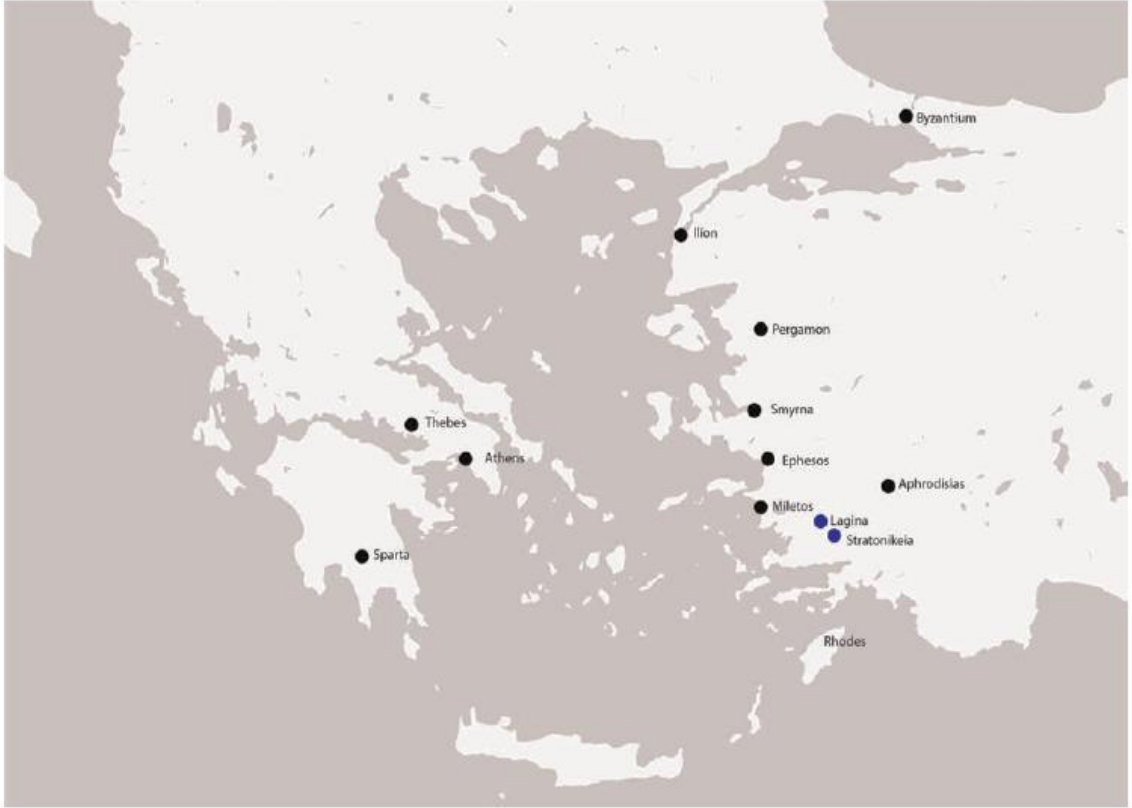 Byzantium
Ilion
Pergamon
Smyrna
Thebes
Athens
Ephesos
Aphrodisias
Miletos
Lagina
Stratonikeia
Sparta
Rhodes